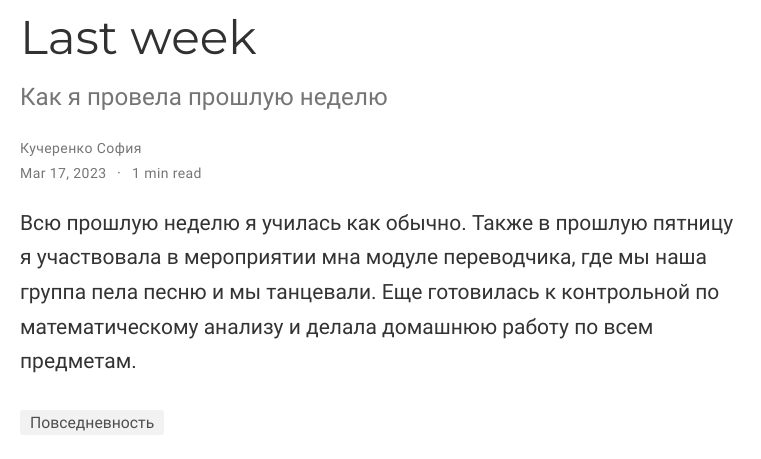 Last week
Как я провела прошлую неделю
Кучеренко София
Mar 17, 2023 · 1 min read
Всю прошлую неделю я училась как обычно. Также в прошлую пятницу
я участвовала в мероприятии мна модуле переводчика, где мы наша
группа пела песню и мы танцевали. Еще готовилась к контрольной по
математическому анализу и делала домашнюю работу по всем
предметам.
Повседневность